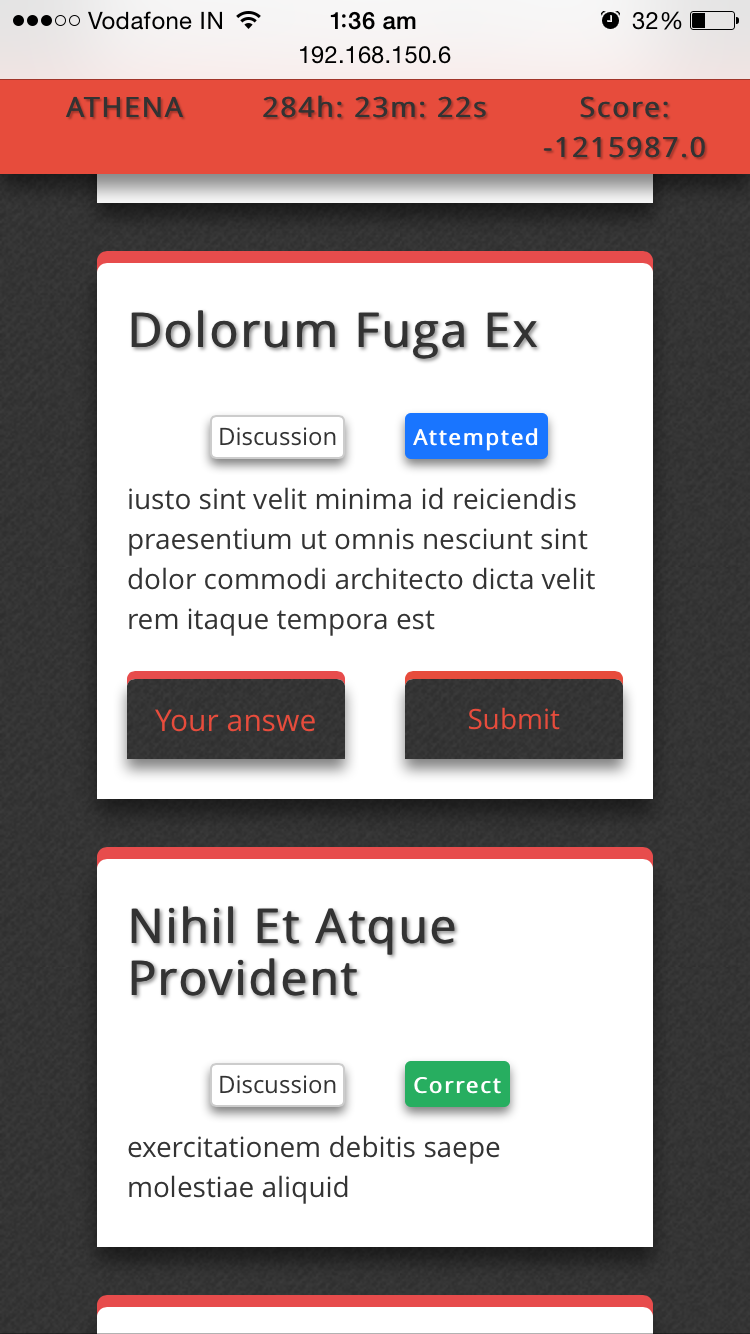 Vodafone IN 1:36 am 32%
192.168.150.6
ATHENA 284h: 23m: 22s Score:
-1215987.0
Dolorum Fuga Ex
Discussion Attempted
iusto sint velit minima id reiciendis
praesentium ut omnis nesciunt sint
dolor commodi architecto dicta velit
rem itaque tempora est
Your answe Submit
Nihil Et Atque
Provident
Discussion Correct
exercitationem debitis saepe
molestiae aliquid